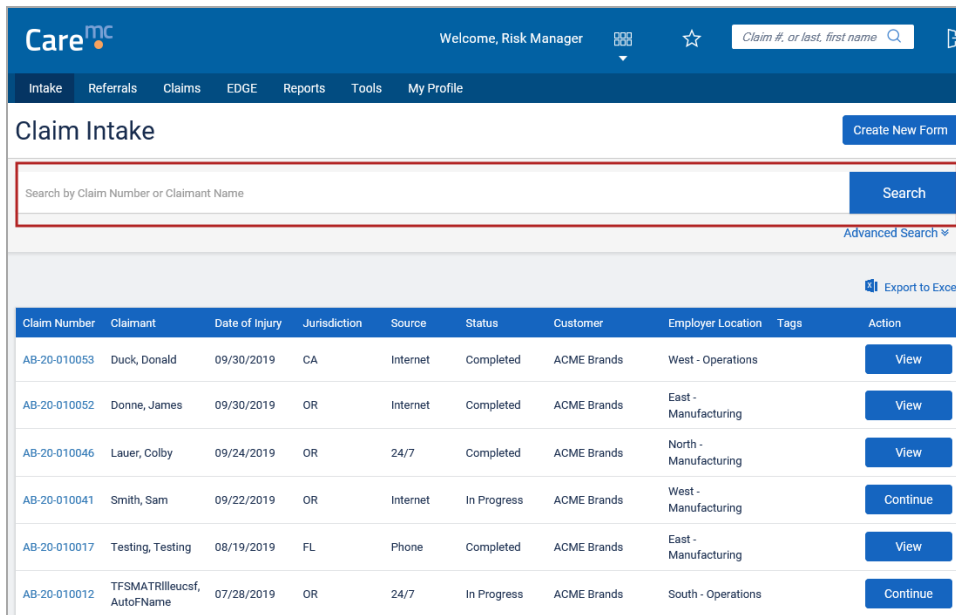 Care mc
Welcome, Risk Manager
Claim #, or last, first name
Intake Referrals Claims EDGE Reports Tools My Profile
Claim Intake
Create New Form
Search by Claim Number or Claimant Name
Search
Advanced Search
Export to Exce
Claim Number Claimant Date of Injury Jurisdiction Source Status Customer Employer Location Tags Action
AB-20-010053 Duck, Donald 09/30/2019 CA Internet Completed ACME Brands West - Operations View
AB-20-010052 Donne, James 09/30/2019 OR Internet Completed ACME Brands East -
Manufacturing View
AB-20-010046 Lauer, Colby 09/24/2019 OR 24/7 Completed ACME Brands North -
Manufacturing View
AB-20-010041 Smith, Sam 09/22/2019 OR Internet In Progress ACME Brands West -
Manufacturing Continue
AB-20-010017 Testing, Testing 08/19/2019 FL Phone Completed ACME Brands East -
Manufacturing View
AB-20-010012
AutoFName 07/28/2019 OR 24/7 In Progress ACME Brands South - Operations Continue